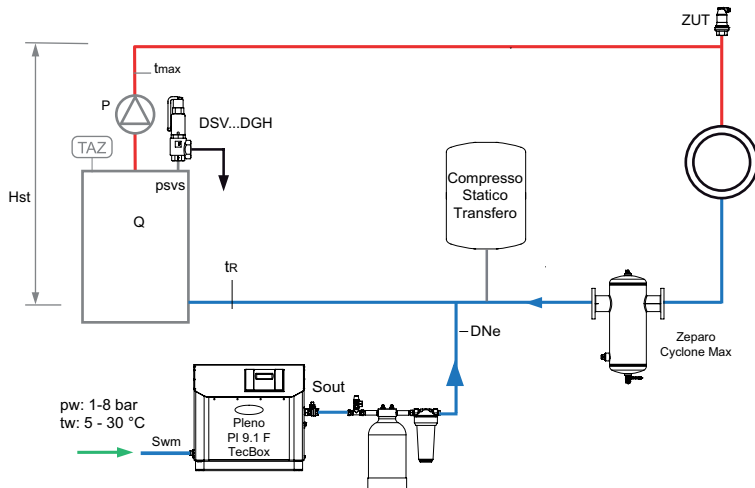 ZUT
tmax
P
DSV...DGH
TAZ
psvs
Hst
Q
Compresso
Statico
Transfero
tR
DNe
Zeparo
Cyclone Max
Sout
pw: 1-8 bar
tw: 5 - 30 °C
Pleno
PI 9.1 F
TecBox
Swm